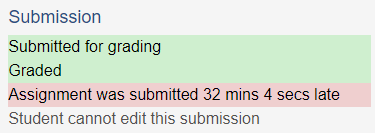 Submission
Submitted for grading
Graded
Assignment was submitted 32 mins 4 secs late
Student cannot edit this submission